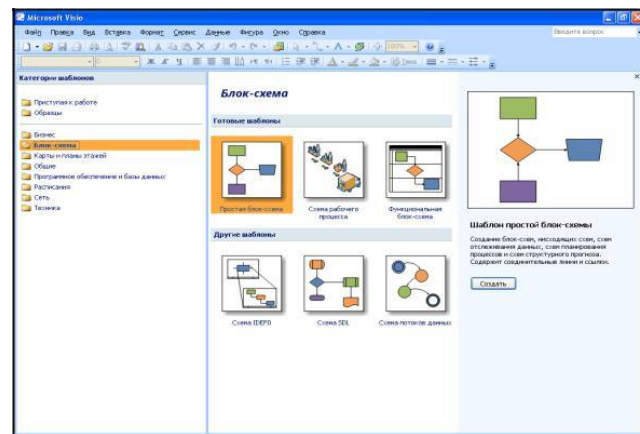 Microsoft Visio
Файл Правка Вид Вставка Формат Сервис Данные Фигура Окно Справка
Введите вопрос
100%
Категории шаблонов
Приступая к работе
Образцы
Бизнес
Блок-схема
Карты и планы этажей
Общие
Программное обеспечение и базы данных
Расписания
Сеть
Техника
Блок-схема
Готовые шаблоны
Простая блок-схема
Схема рабочего процесса
Функциональная блок-схема
Другие шаблоны
Схема IDEF0
Схема SDL
Схема потоков данных
Шаблон простой блок-схемы
Создание блок-схем, нисходящих схем, схем
отслеживания данных, схем планирования
процессов и схем структурного прогноза.
Содержит соединительные линии и ссылки.
Создать